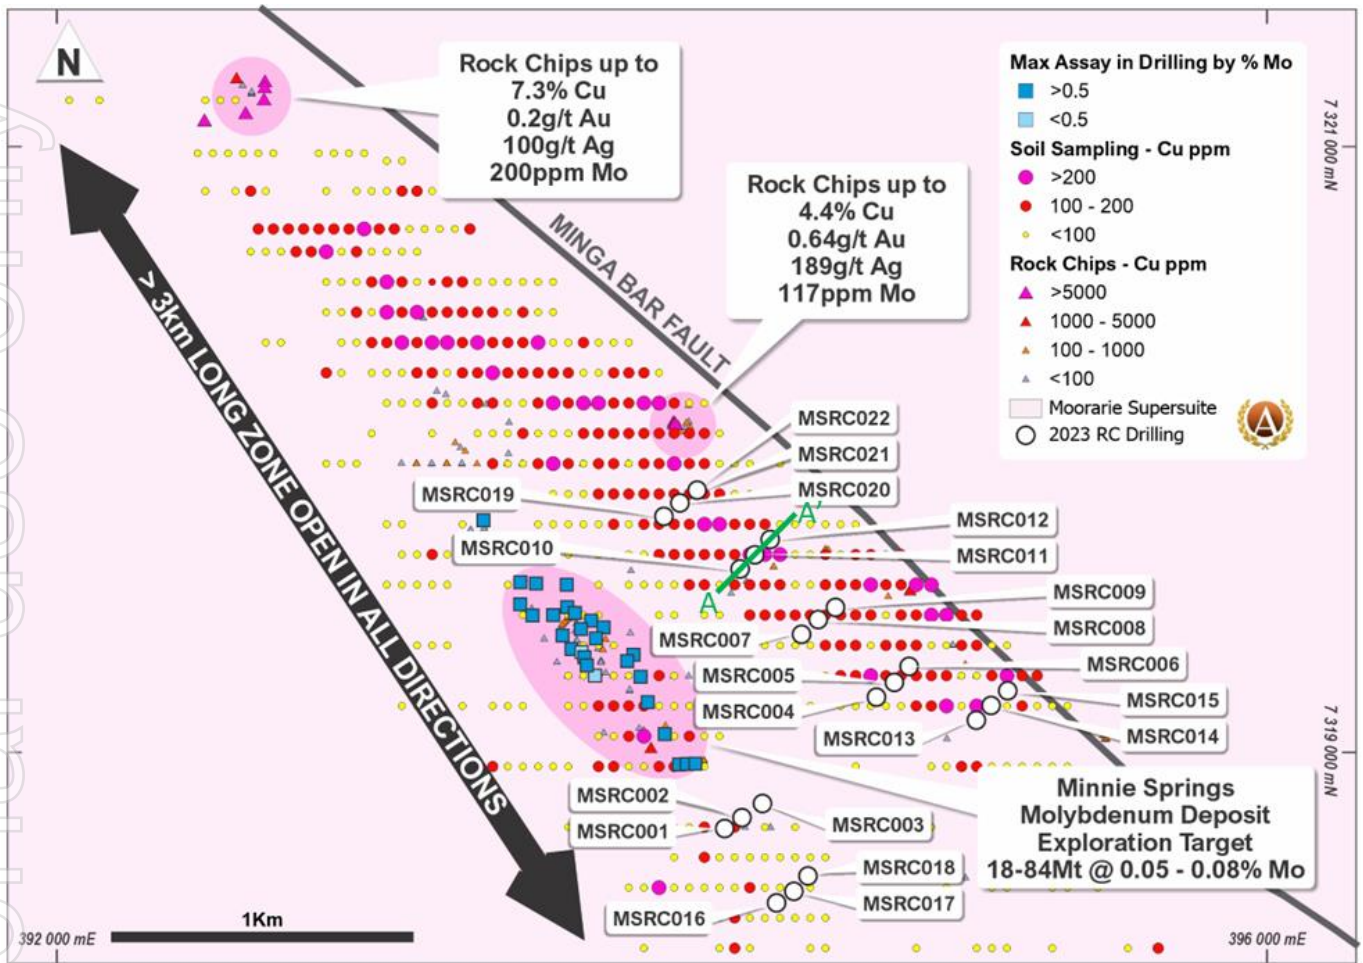 N
Rock Chips up to
7.3% Cu
0.2g/t Au
100g/t Ag
200ppm Mo
Rock Chips up to
4.4% Cu
0.64g/t Au
189g/t Ag
117ppm Mo
Max Assay in Drilling by % Mo
>0.5
<0.5
Soil Sampling - Cu ppm
>200
100 - 200
<100
Rock Chips - Cu ppm
>5000
1000 - 5000
100 - 1000
<100
Moorarie Supersuite
2023 RC Drilling
A
7 321 000 mN
MINGA BAR FAULT
> 3km LONG ZONE OPEN IN ALL DIRECTIONS
MSRC022
MSRC021
MSRC020
MSRC019
A'
MSRC012
MSRC010
MSRC011
A
MSRC009
MSRC008
MSRC007
MSRC006
MSRC005
MSRC004
MSRC015
MSRC014
MSRC013
7 319 000 mN
MSRC002
MSRC001
MSRC003
Minnie Springs
Molybdenum Deposit
Exploration Target
18-84Mt @ 0.05 - 0.08% Mo
MSRC018
MSRC017
MSRC016
1Km
392 000 mE
396 000 mE